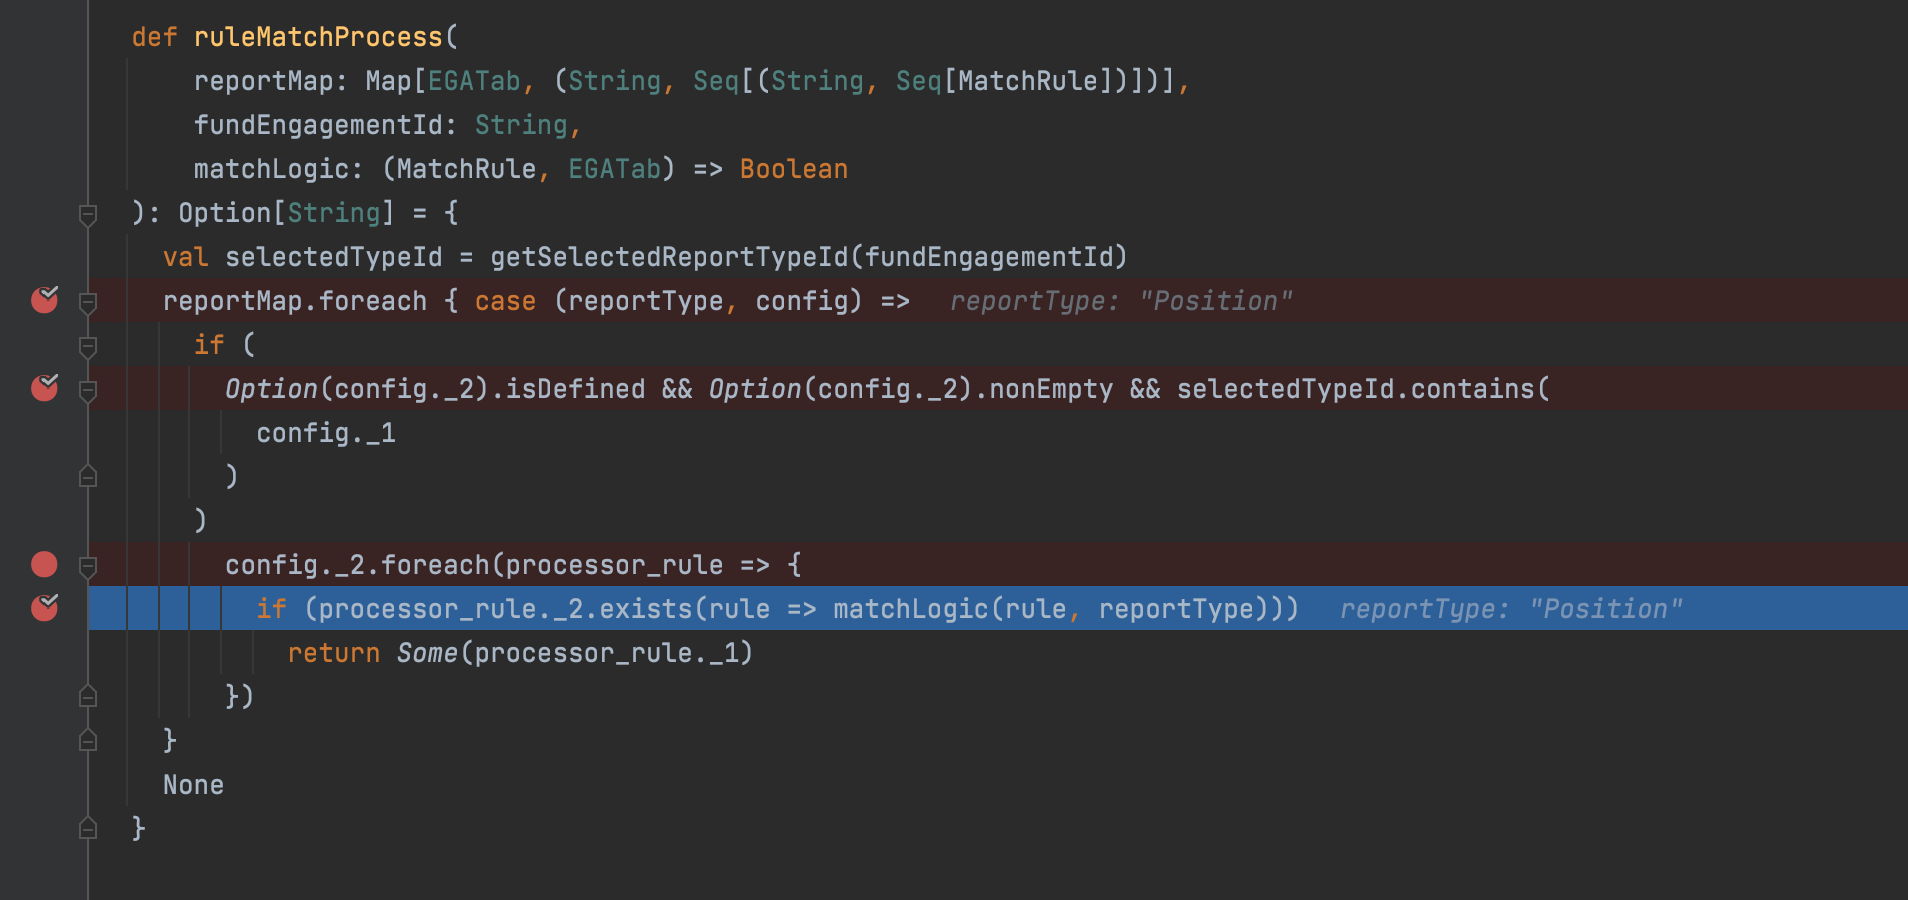 def ruleMatchProcess(
    reportMap: Map[EGATab, (String, Seq[(String, Seq[MatchRule])])],
    fundEngagementId: String,
    matchLogic: (MatchRule, EGATab) => Boolean
): Option[String] = {
  val selectedTypeId = getSelectedReportTypeId(fundEngagementId)
  reportMap.foreach { case (reportType, config) =>   reportType: "Position"
    if (
      Option(config._2).isDefined && Option(config._2).nonEmpty && selectedTypeId.contains(
        config._1
      )
    )
      config._2.foreach(processor_rule => {
        if (processor_rule._2.exists(rule => matchLogic(rule, reportType)))   reportType: "Position"
          return Some(processor_rule._1)
      })
  }
  None
}